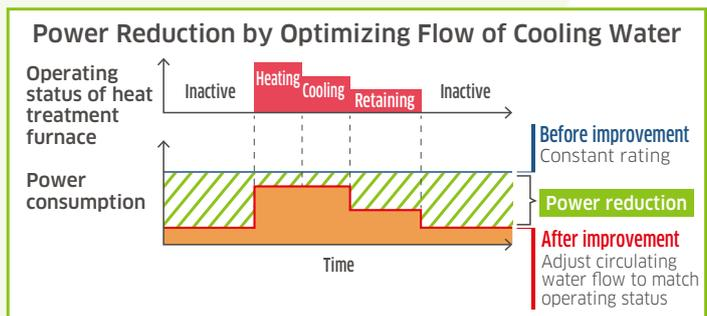 Power Reduction by Optimizing Flow of Cooling Water
Operating
status of heat
treatment
furnace
Inactive
Heating
Cooling
Retaining
Inactive
Before improvement
Constant rating
Power
consumption
Power reduction
After improvement
Adjust circulating
water flow to match
operating status
Time